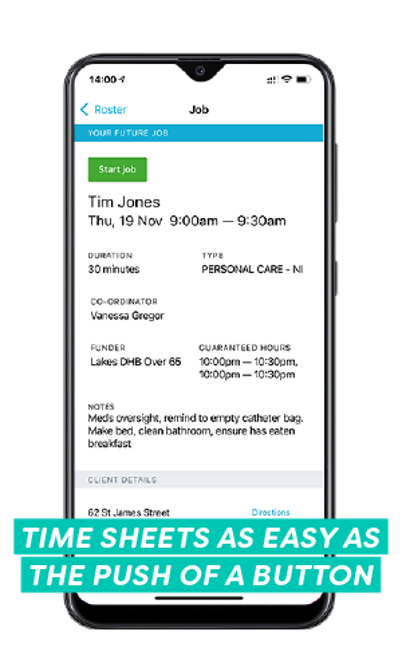 14:00
Roster
Job
YOUR FUTURE JOB
Start job
Tim Jones
Thu, 19 Nov 9:00am — 9:30am
DURATION
TYPE
30 minutes
PERSONAL CARE - NI
CO-ORDINATOR
Vanessa Gregor
FUNDER
GUARANTEED HOURS
Lakes DHB Over 65
10:00pm — 10:30pm,
10:00pm — 10:30pm
NOTES
Meds oversight, remind to empty catheter bag.
Make bed, clean bathroom, ensure has eaten
breakfast
CLIENT DETAILS
62 St James Street
Directions
TIME SHEETS AS EASY AS
THE PUSH OF A BUTTON